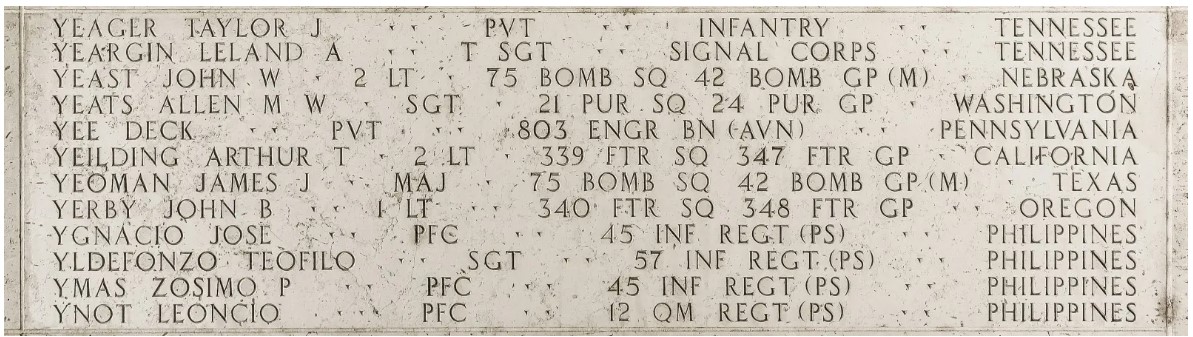 YEAGER TAYLOR J · · PVT · · INFANTRY · · TENNESSEE
YEARGIN LELAND A · · T SGT · · SIGNAL CORPS · · TENNESSEE
YEAST JOHN W · 2 LT · 75 BOMB SQ 42 BOMB GP (M) · NEBRASKA
YEATS ALLEN M W · SGT · 21 PUR SQ 24 PUR GP · WASHINGTON
YEE DECK · · PVT · · 803 ENGR BN (AVN) · · PENNSYLVANIA
YEILDING ARTHUR T · 2 LT · 339 FTR SQ 347 FTR GP · CALIFORNIA
YEOMAN JAMES J · MAJ · 75 BOMB SQ 42 BOMB GP (M) · TEXAS
YERBY JOHN B · 1 LT · · 340 FTR SQ 348 FTR GP · OREGON
YGNACIO JOSE · · PFC · · 45 INF REGT (PS) · · PHILIPPINES
YLDEFONZO TEOFILO · · SGT · · 57 INF REGT (PS) · · PHILIPPINES
YMAS ZOSIMO P · · PFC · · 45 INF REGT (PS) · · PHILIPPINES
YNOT LEONCIO · · PFC · · 12 QM REGT (PS) · · PHILIPPINES